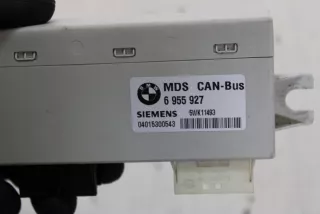 MDS CAN-Bus
6 955 927
SIEMENS 5WK11493
04015300543